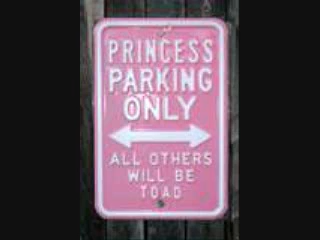 PRINCESS
PARKING
ONLY
ALL OTHERS
WILL BE
TOAD